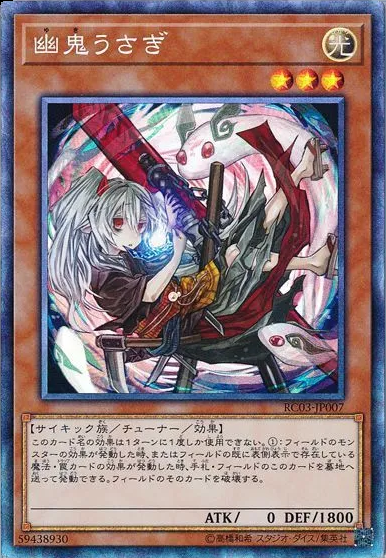 幽鬼うさぎ
光
RC03-JP007
【サイキック族/チューナー/効果】
このカード名の効果は1ターンに1度しか使用できない。①:フィールドのモン
スターの効果が発動した時、またはフィールドの既に表側表示で存在している
魔法・罠カードの効果が発動した時、手札・フィールドのこのカードを墓地へ
送って発動できる。フィールドのそのカードを破壊する。
ATK/ 0 DEF/1800
59438930
©高橋和希 スタジオ・ダイス/集英社